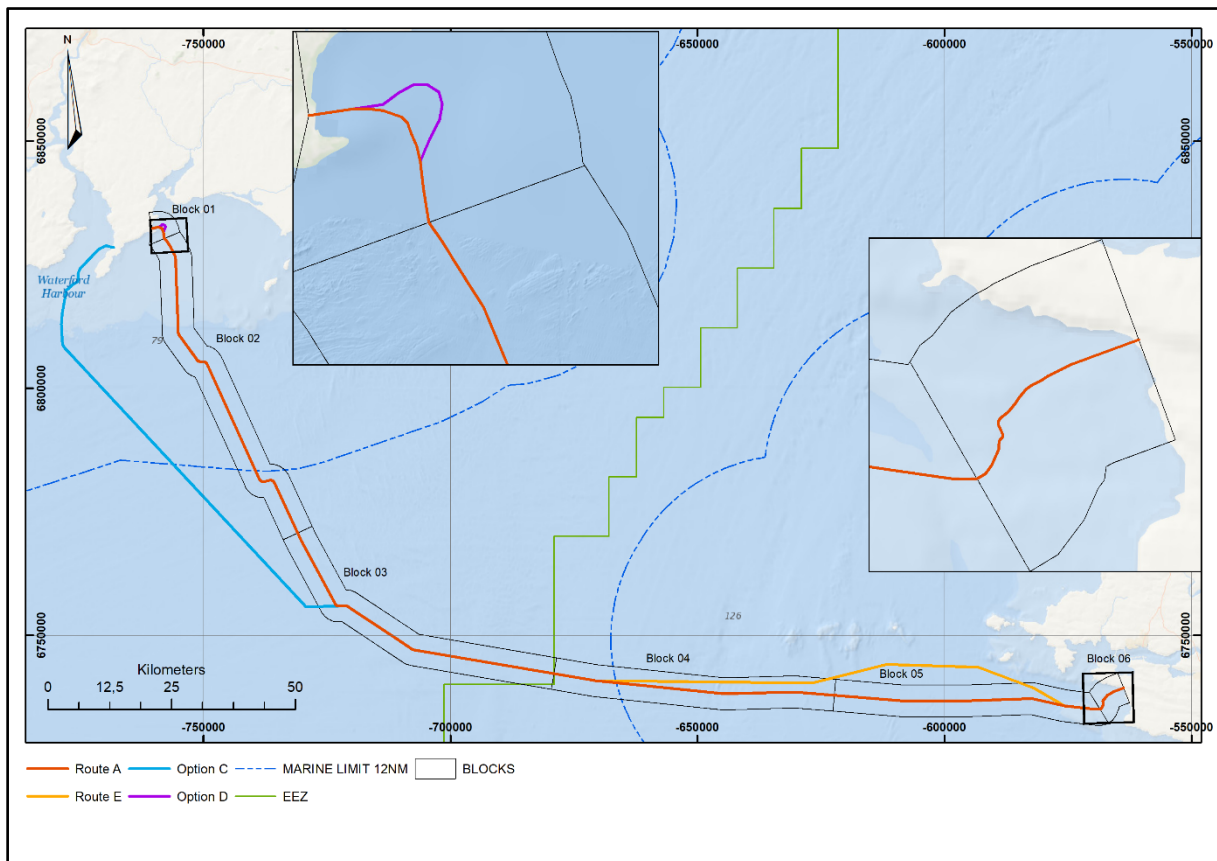 -750000 -650000 -600000 -550000
N
6850000
6850000
Block 01
Waterford
Harbour
79
Block 02
6800000
6800000
Block 03
126
6750000
6750000
Block 04
Block 05
Block 06
Kilometers
0 12,5 25 50
-750000 -700000 -650000 -600000 -550000
Route A Option C MARINE LIMIT 12NM BLOCKS
Route E Option D EEZ